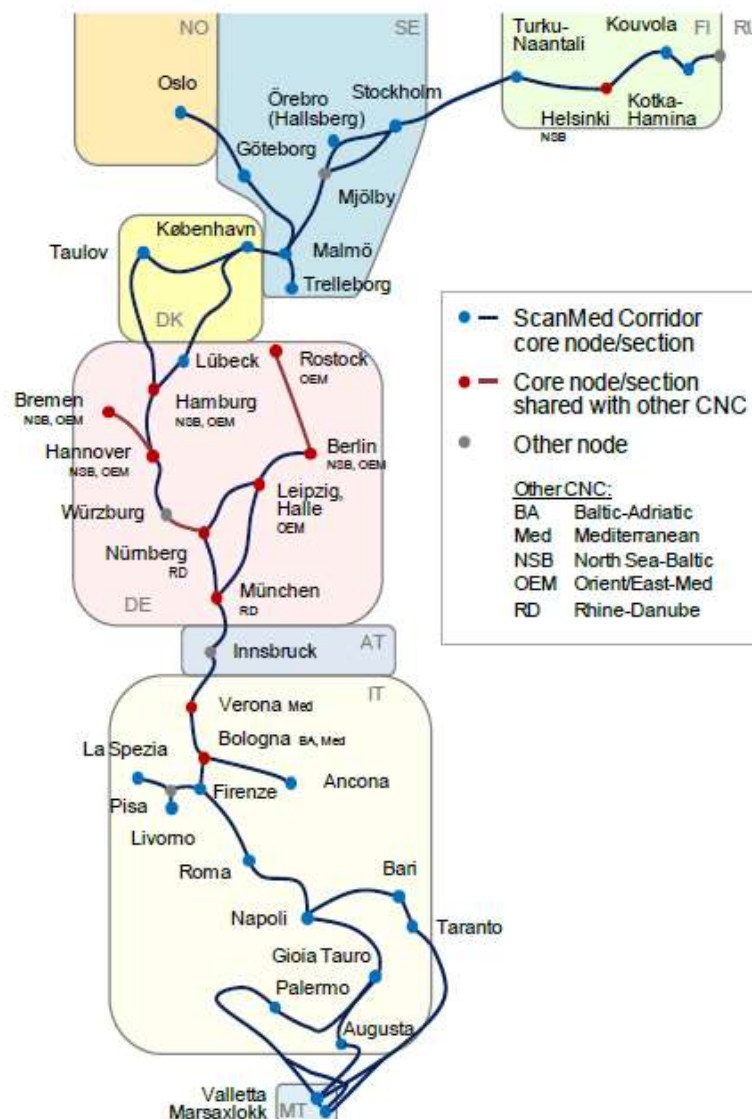 NO
SE
Turku-
Naantali
Kouvola
FI
RU
Oslo
Örebro
(Hallsberg)
Stockholm
Helsinki
NSB
Kotka-
Hamina
Göteborg
Mjölby
København
Taulov
Malmö
Trelleborg
DK
Lübeck
Rostock
OEM
Bremen
NSB, OEM
Hamburg
NSB, OEM
Hannover
NSB, OEM
Berlin
NSB, OEM
Leipzig,
Halle
OEM
Würzburg
Nürnberg
RD
München
RD
DE
Innsbruck
AT
IT
Verona Med
Bologna BA, Med
La Spezia
Firenze
Ancona
Pisa
Livorno
Roma
Bari
Napoli
Taranto
Gioia Tauro
Palermo
Augusta
Valletta
Marsaxlokk
MT
ScanMed Corridor
core node/section
Core node/section
shared with other CNC
Other node
Other CNC:
BA Baltic-Adriatic
Med Mediterranean
NSB North Sea-Baltic
OEM Orient/East-Med
RD Rhine-Danube